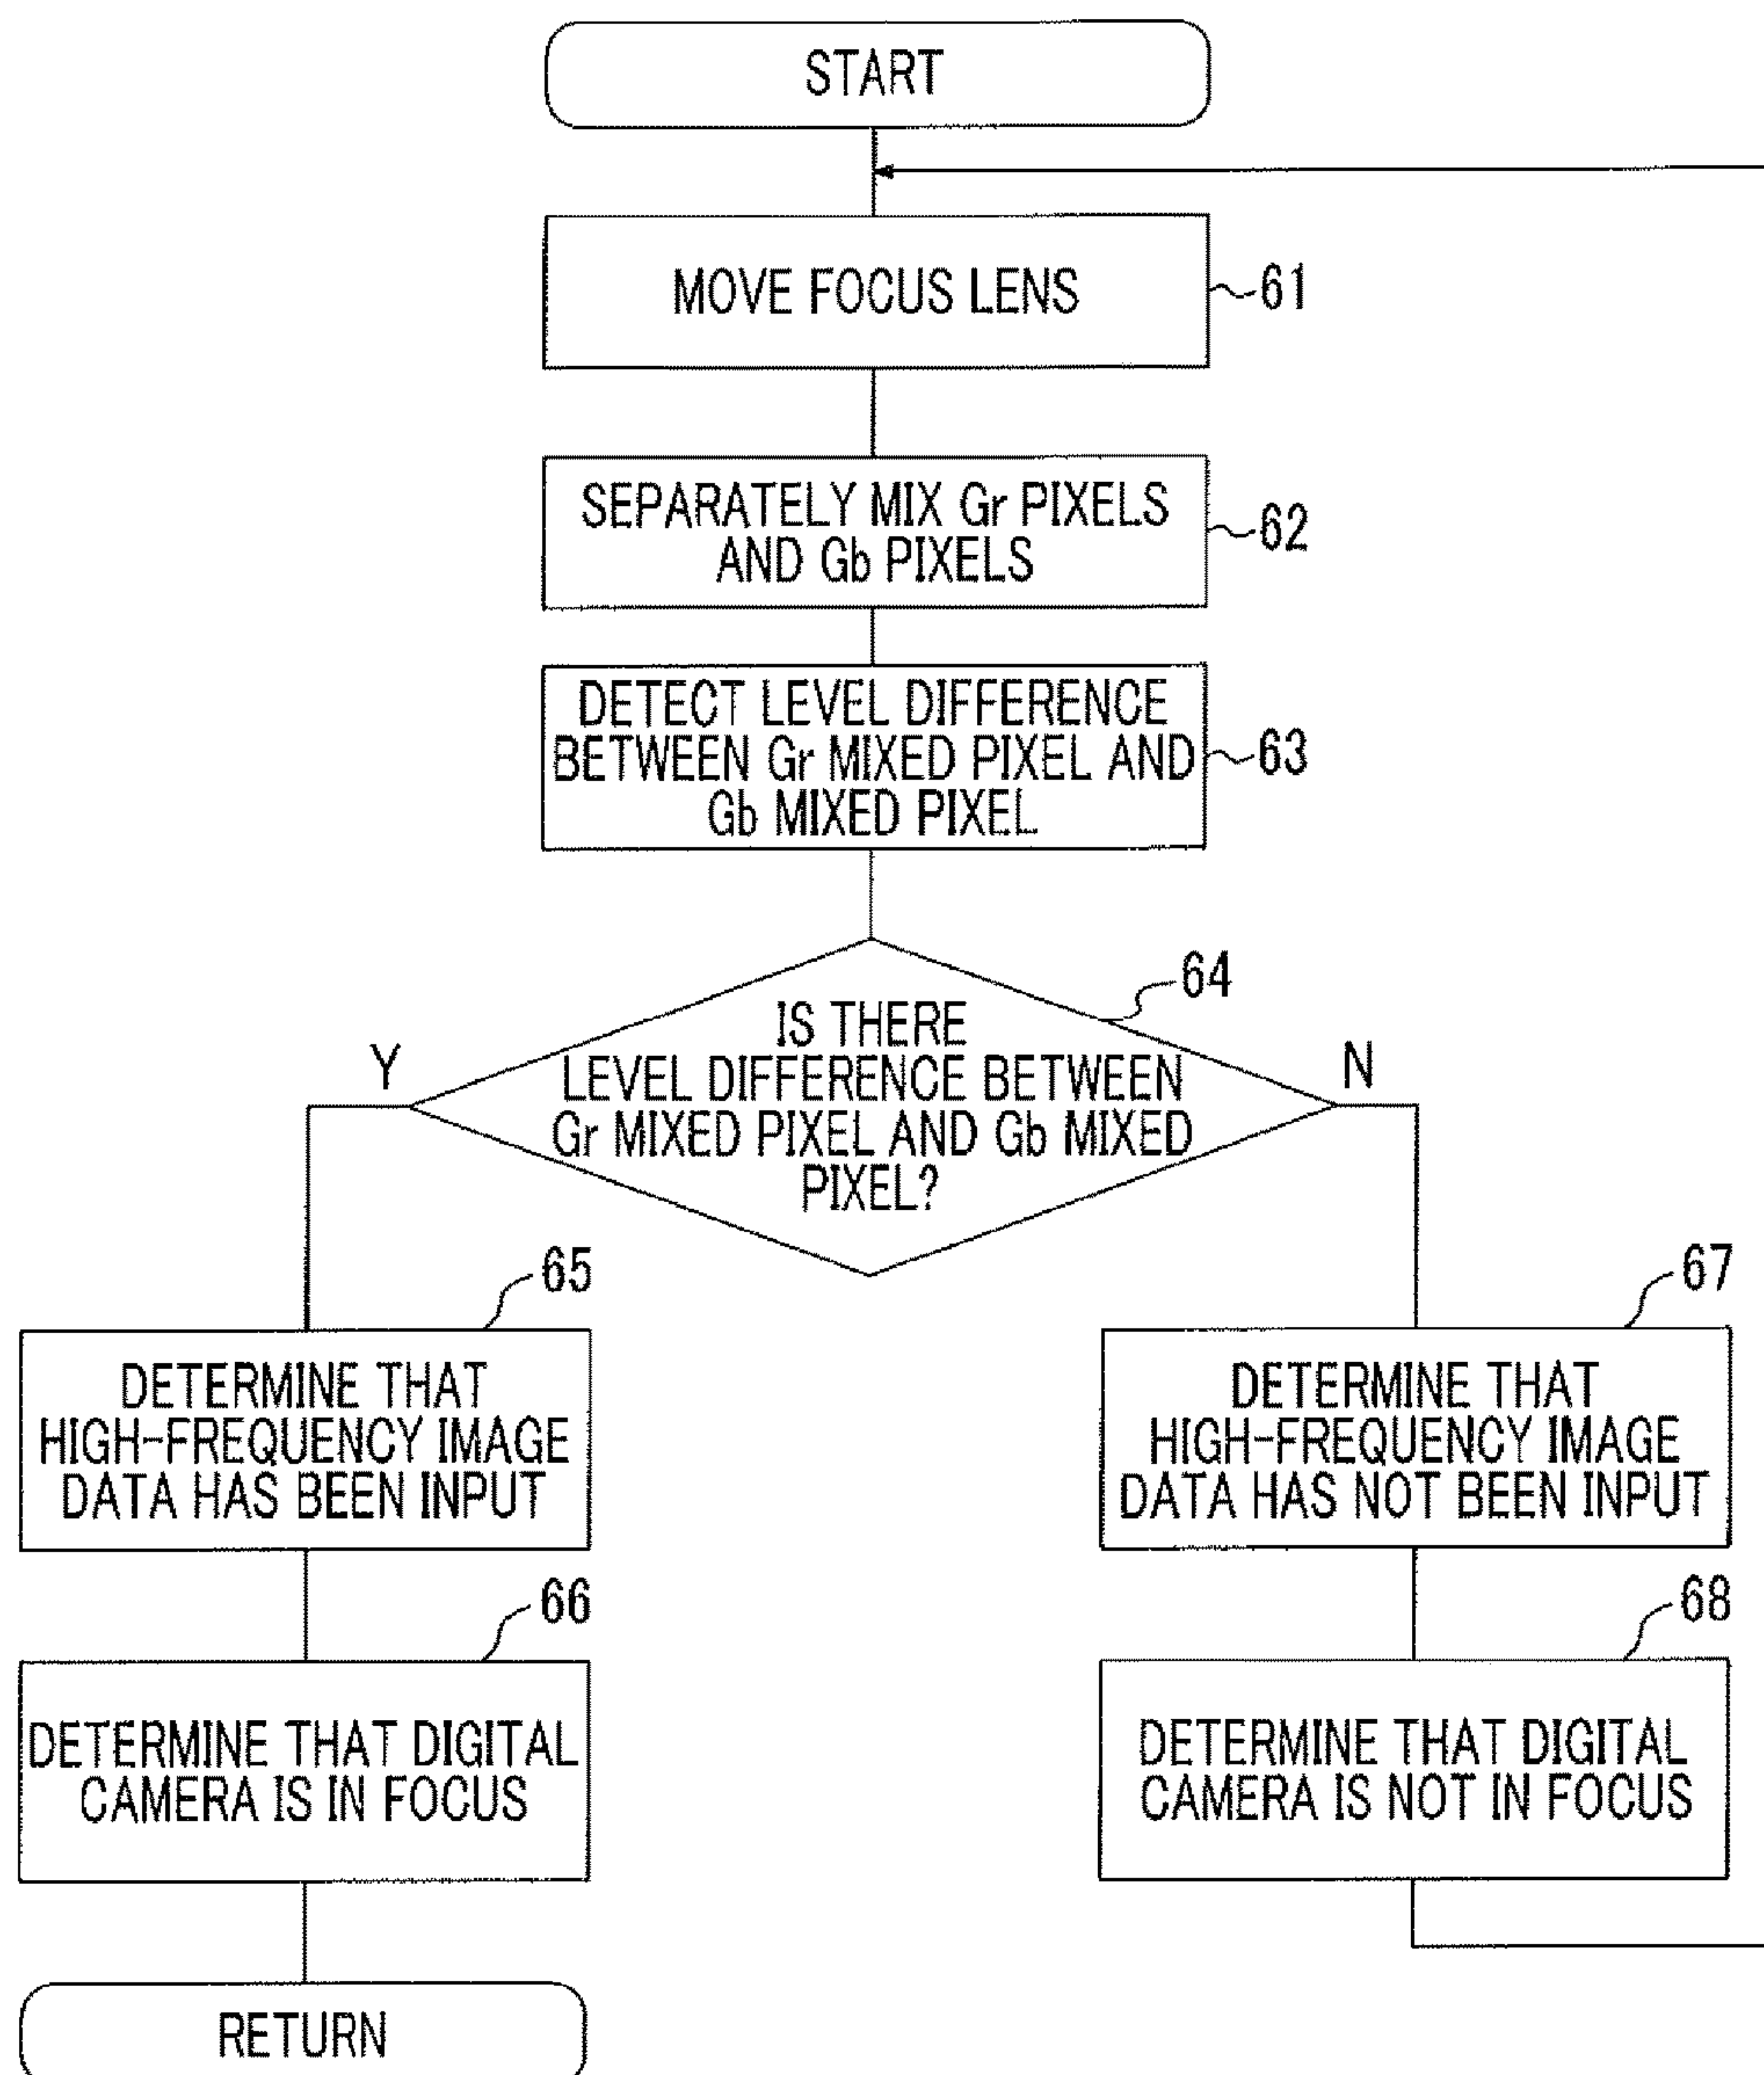 START
MOVE FOCUS LENS
61
SEPARATELY MIX Gr PIXELS
AND Gb PIXELS
62
DETECT LEVEL DIFFERENCE
BETWEEN Gr MIXED PIXEL AND
Gb MIXED PIXEL
63
64
IS THERE
LEVEL DIFFERENCE BETWEEN
Gr MIXED PIXEL AND Gb MIXED
PIXEL?
Y
N
65
DETERMINE THAT
HIGH-FREQUENCY IMAGE
DATA HAS BEEN INPUT
67
DETERMINE THAT
HIGH-FREQUENCY IMAGE
DATA HAS NOT BEEN INPUT
66
DETERMINE THAT DIGITAL
CAMERA IS IN FOCUS
68
DETERMINE THAT DIGITAL
CAMERA IS NOT IN FOCUS
RETURN